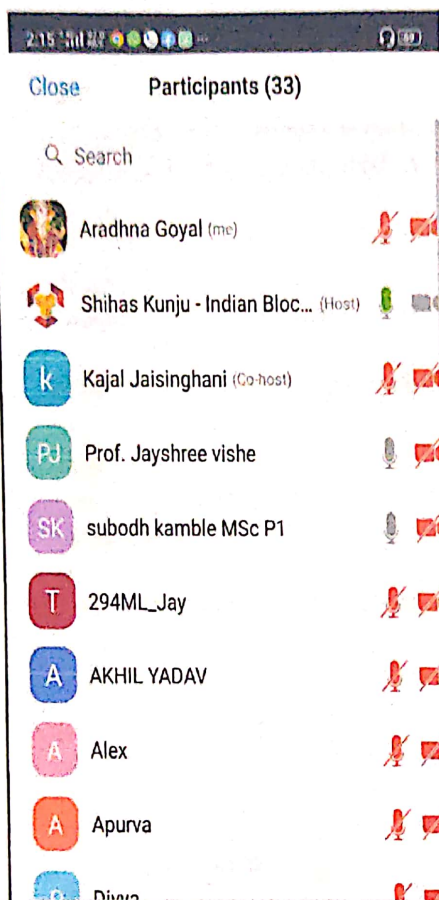 2:15
Close Participants (33)
Search
Aradhna Goyal (me)
Shihas Kunju - Indian Bloc... (Host)
k Kajal Jaisinghani (Co-host)
PJ Prof. Jayshree vishe
SK subodh kamble MSc P1
T 294ML_Jay
A AKHIL YADAV
A Alex
A Apurva
Divya